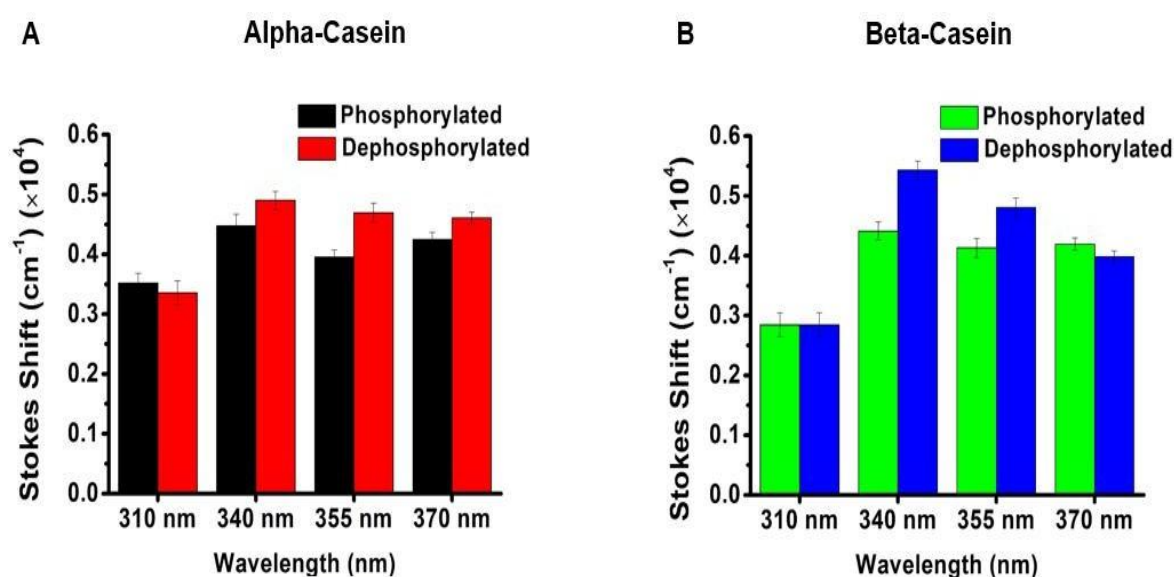 A
Alpha-Casein
Phosphorylated
Dephosphorylated
Stokes Shift (cm⁻¹) (×10⁴)
0.6
0.5
0.4
0.3
0.2
0.1
0.0
310 nm 340 nm 355 nm 370 nm
Wavelength (nm)
B
Beta-Casein
Phosphorylated
Dephosphorylated
Stokes Shift (cm⁻¹) (×10⁴)
0.6
0.5
0.4
0.3
0.2
0.1
0.0
310 nm 340 nm 355 nm 370 nm
Wavelength (nm)